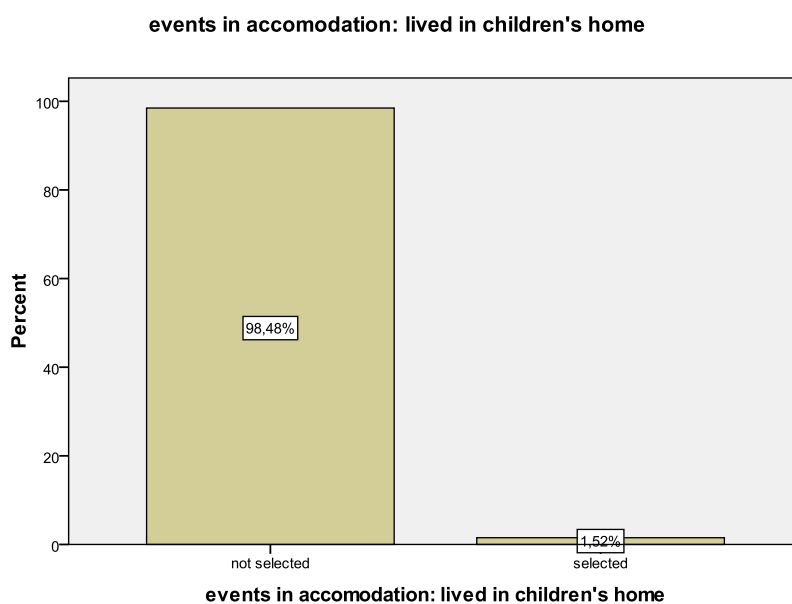 events in accomodation: lived in children's home
Percent
100
80
60
40
20
0
98,48%
1,52%
not selected
selected
events in accomodation: lived in children's home